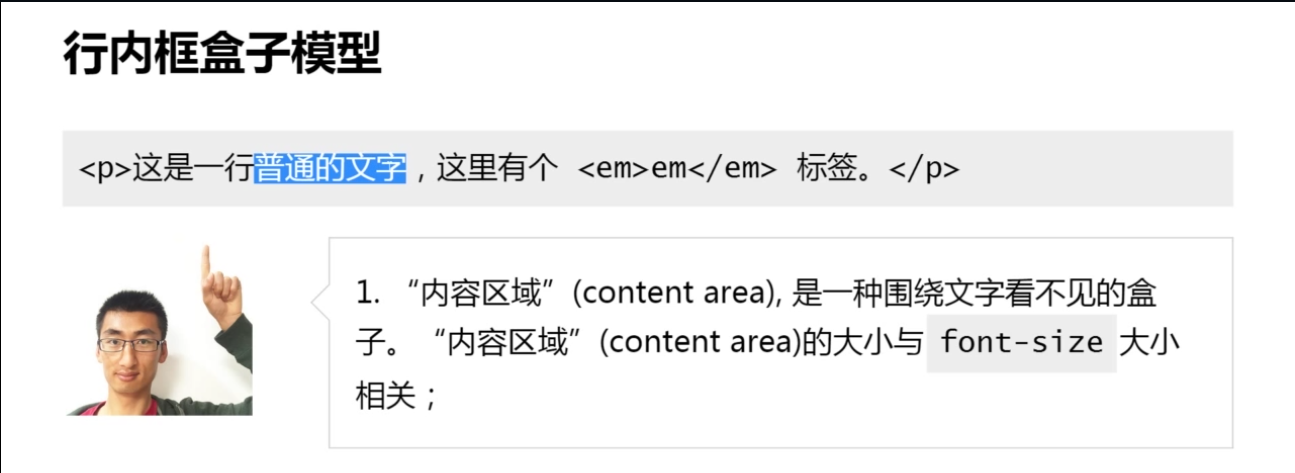 行内框盒子模型
<p>这是一行普通的文字，这里有个 <em>em</em> 标签。</p>
1. “内容区域” (content area), 是一种围绕文字看不见的盒
子。 “内容区域” (content area)的大小与 font-size 大小
相关；